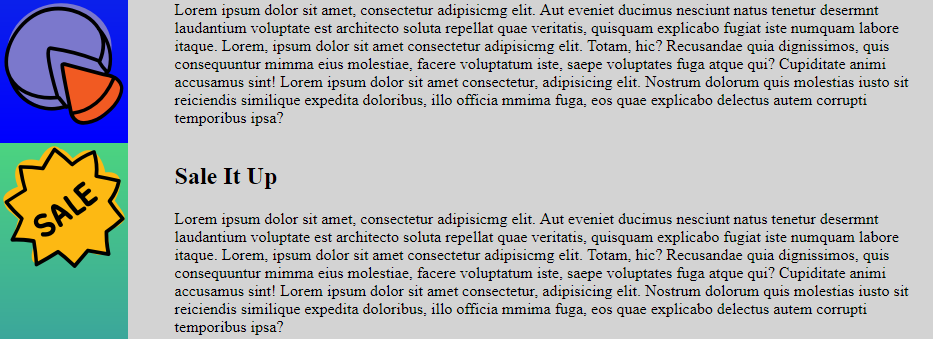 Lorem ipsum dolor sit amet, consectetur adipisicmg elit. Aut eveniet ducimus nesciunt natus tenetur desermnt
laudantium voluptate est architecto soluta repellat quae veritatis, quisquam explicabo fugiat iste numquam labore
itaque. Lorem, ipsum dolor sit amet consectetur adipisicmg elit. Totam, hic? Recusandae quia dignissimos, quis
consequuntur mimma eius molestiae, facere voluptatum iste, saepe voluptates fuga atque qui? Cupiditate animi
accusamus sint! Lorem ipsum dolor sit amet consectetur, adipisicing elit. Nostrum dolorum quis molestias iusto sit
reiciendis similique expedita doloribus, illo officia mmima fuga, eos quae explicabo delectus autem corrupti
temporibus ipsa?
SALE
Sale It Up
Lorem ipsum dolor sit amet, consectetur adipisicmg elit. Aut eveniet ducimus nesciunt natus tenetur desermnt
laudantium voluptate est architecto soluta repellat quae veritatis, quisquam explicabo fugiat iste numquam labore
itaque. Lorem, ipsum dolor sit amet consectetur adipisicmg elit. Totam, hic? Recusandae quia dignissimos, quis
consequuntur mimma eius molestiae, facere voluptatum iste, saepe voluptates fuga atque qui? Cupiditate animi
accusamus sint! Lorem ipsum dolor sit amet consectetur, adipisicing elit. Nostrum dolorum quis molestias iusto sit
reiciendis similique expedita doloribus, illo officia mmima fuga, eos quae explicabo delectus autem corrupti
temporibus ipsa?